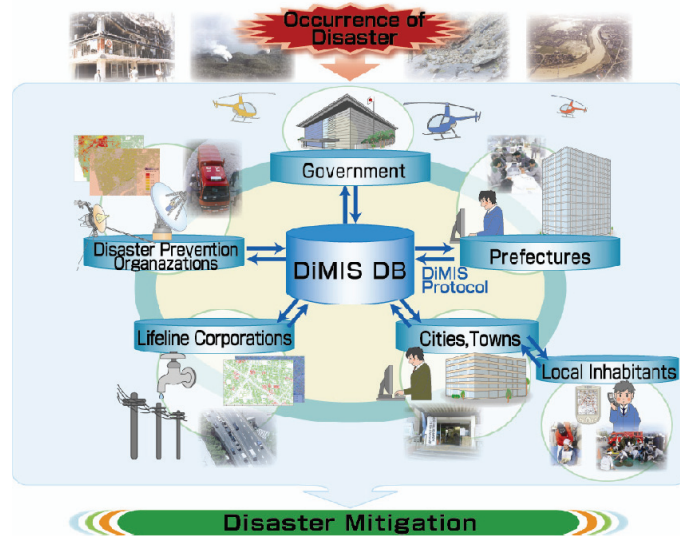 Occurrence of
Disaster
Government
Disaster Prevention
Organazations
DiMIS DB
DiMIS
Protocol
Prefectures
Lifeline Corporations
Cities,Towns
Local Inhabitants
Disaster Mitigation